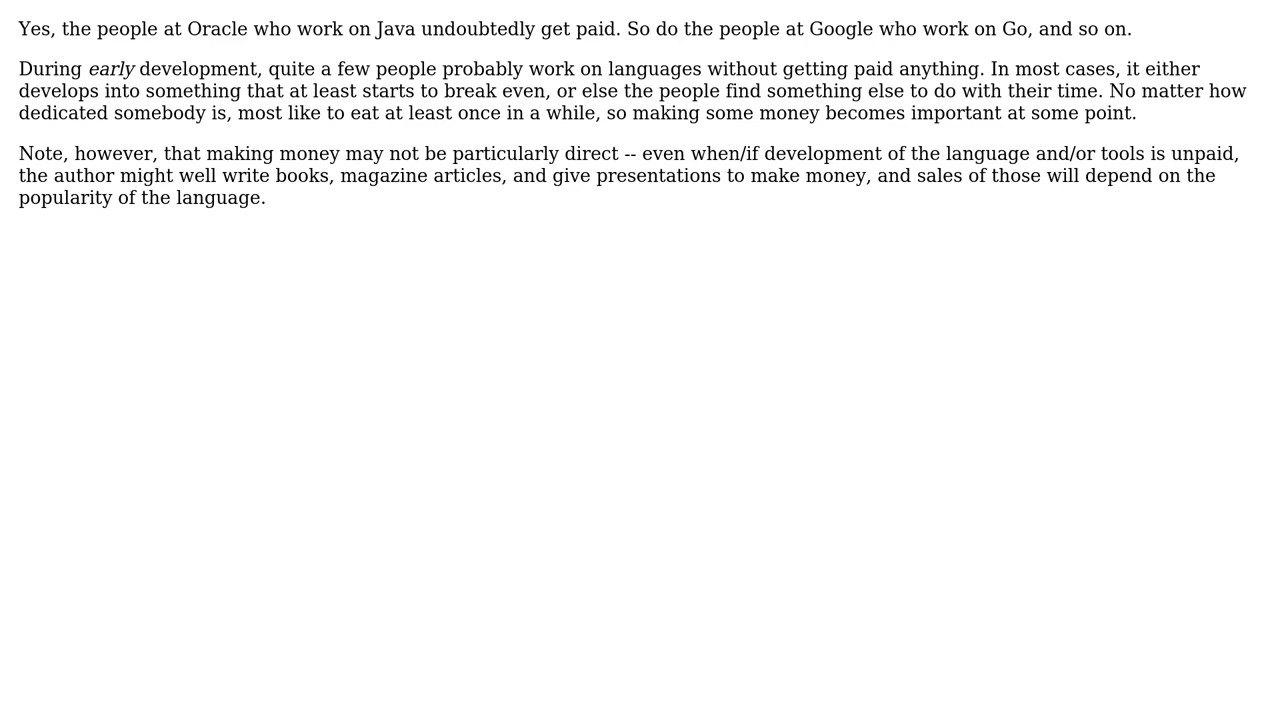 Yes, the people at Oracle who work on Java undoubtedly get paid. So do the people at Google who work on Go, and so on.
During early development, quite a few people probably work on languages without getting paid anything. In most cases, it either
develops into something that at least starts to break even, or else the people find something else to do with their time. No matter how
dedicated somebody is, most like to eat at least once in a while, so making some money becomes important at some point.
Note, however, that making money may not be particularly direct -- even when/if development of the language and/or tools is unpaid,
the author might well write books, magazine articles, and give presentations to make money, and sales of those will depend on the
popularity of the language.